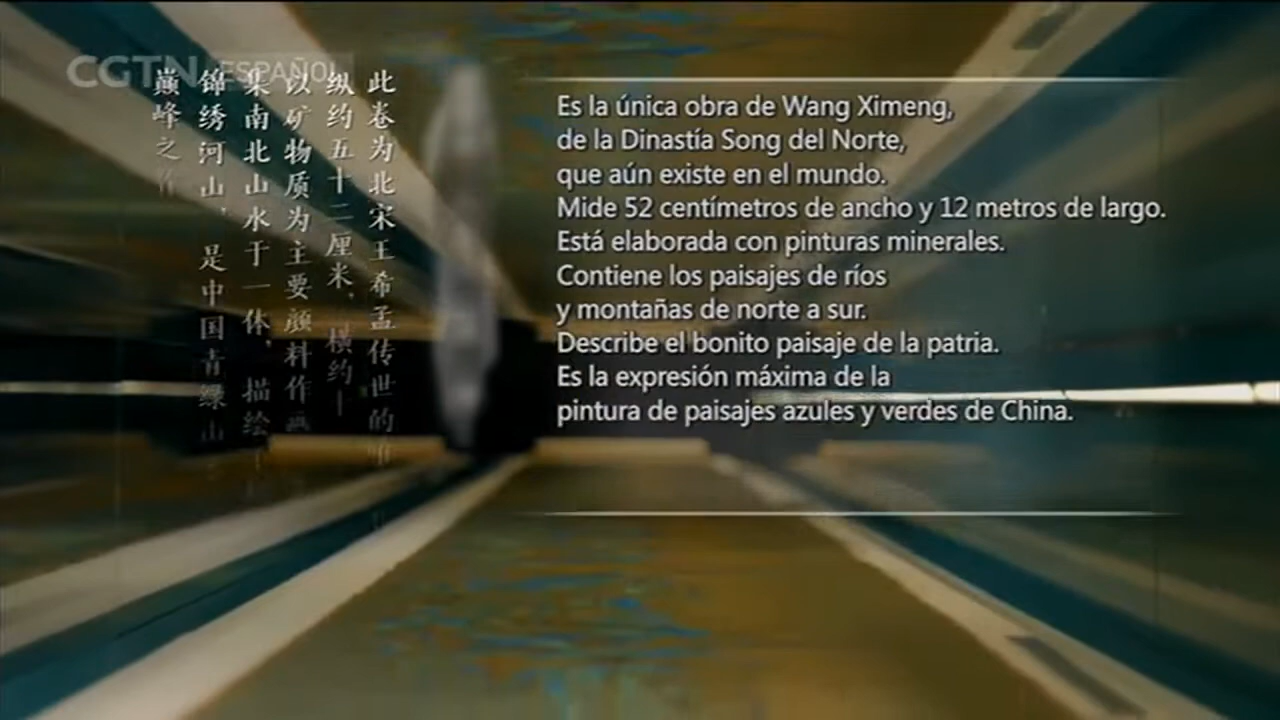 CGTN ESPAÑOL
此卷为北宋王希孟传世的唯
纵约五十二厘米，横约十
以矿物质为主要颜料作画
集南北山水于一体，描绘
锦绣河山，是中国青绿山
巅峰之作
Es la única obra de Wang Ximeng,
de la Dinastía Song del Norte,
que aún existe en el mundo.
Mide 52 centímetros de ancho y 12 metros de largo.
Está elaborada con pinturas minerales.
Contiene los paisajes de ríos
y montañas de norte a sur.
Describe el bonito paisaje de la patria.
Es la expresión máxima de la
pintura de paisajes azules y verdes de China.